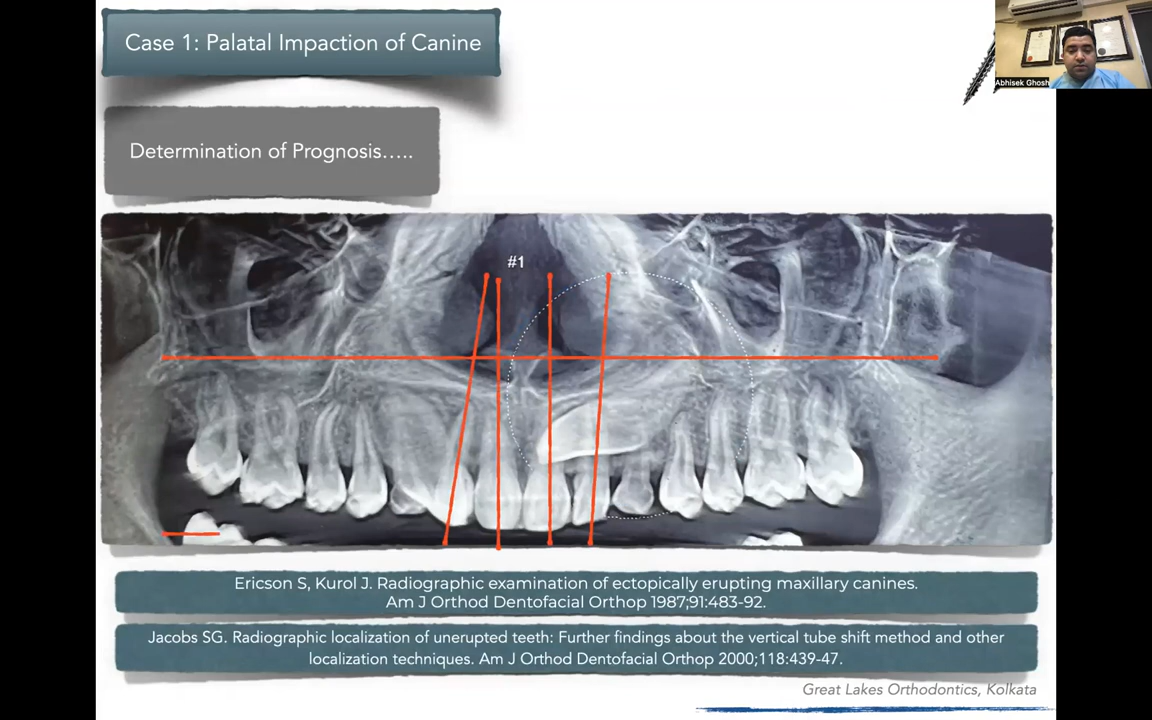 Case 1: Palatal Impaction of Canine
Abhisek Ghosh
Determination of Prognosis.....
#1
Ericson S, Kurol J. Radiographic examination of ectopically erupting maxillary canines.
Am J Orthod Dentofacial Orthop 1987;91:483-92.
Jacobs SG. Radiographic localization of unerupted teeth: Further findings about the vertical tube shift method and other
localization techniques. Am J Orthod Dentofacial Orthop 2000;118:439-47.
Great Lakes Orthodontics, Kolkata